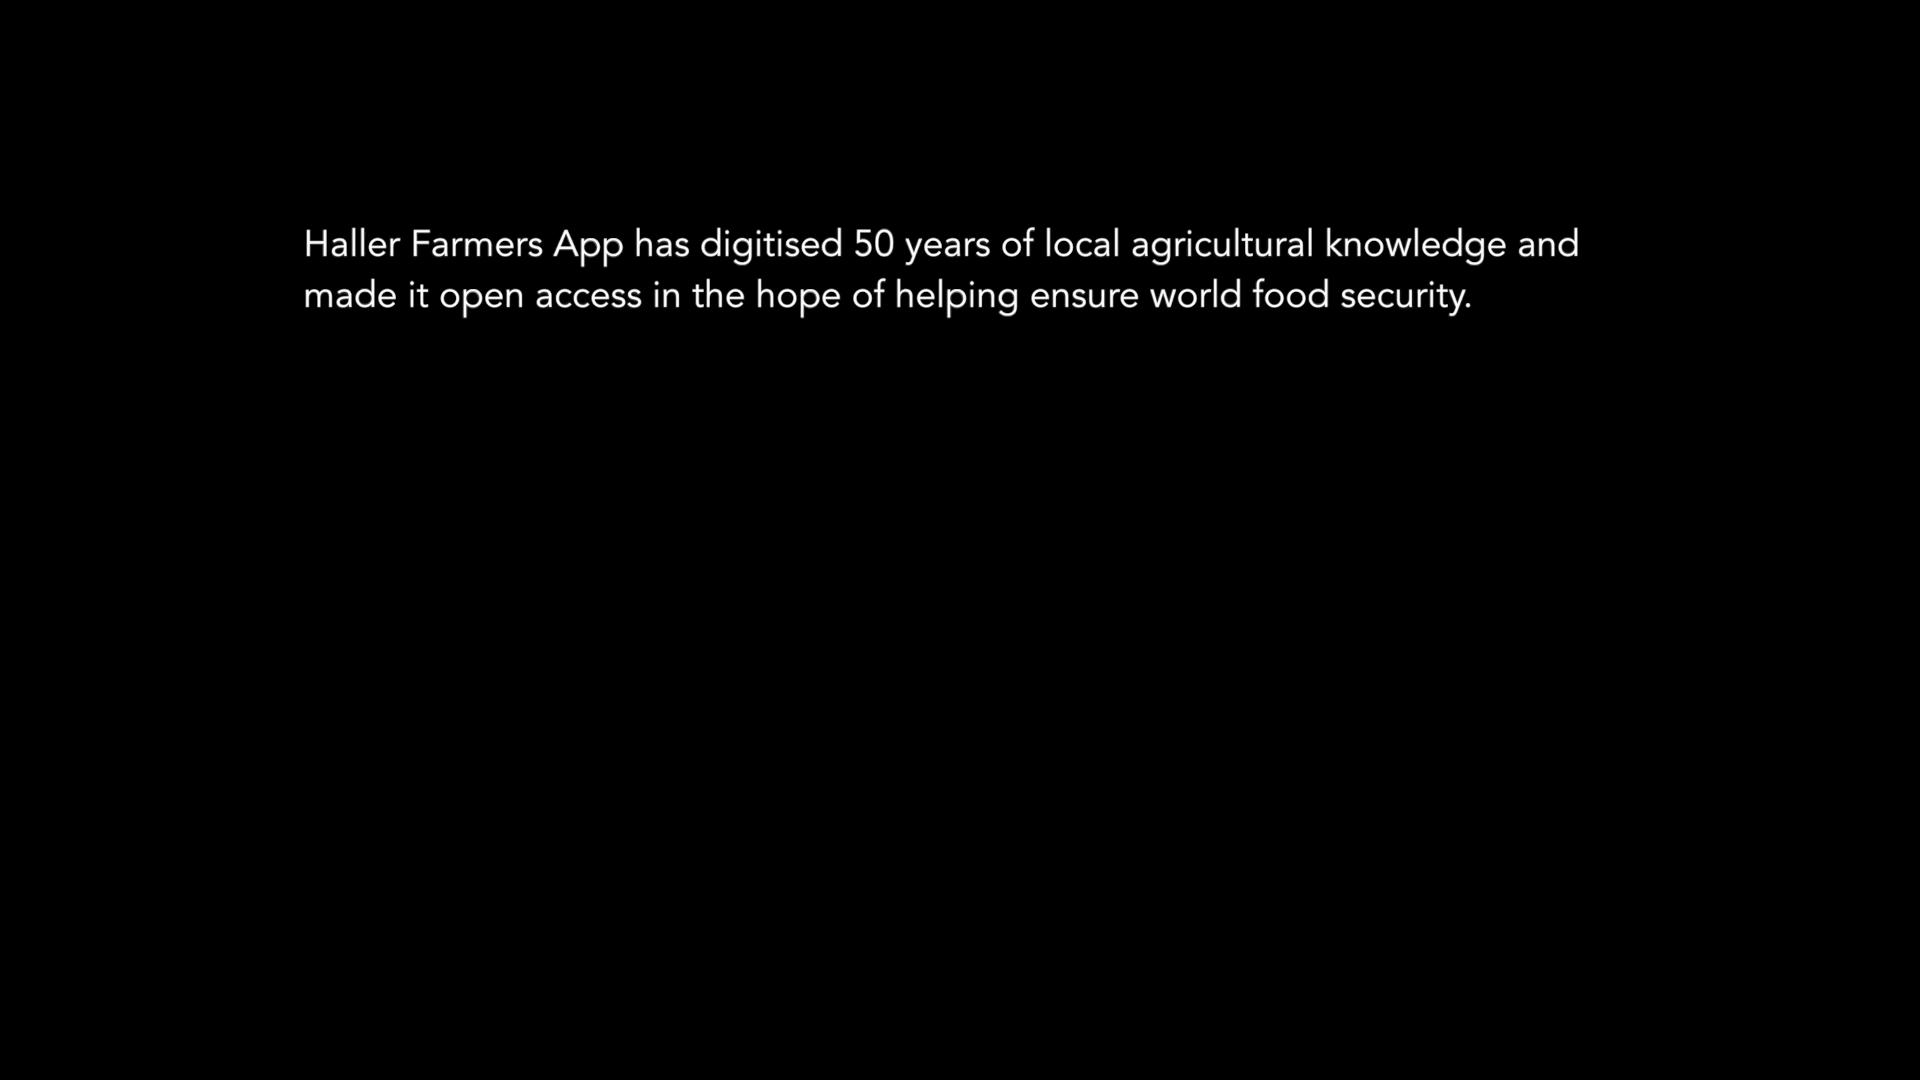 Haller Farmers App has digitised 50 years of local agricultural knowledge and
made it open access in the hope of helping ensure world food security.